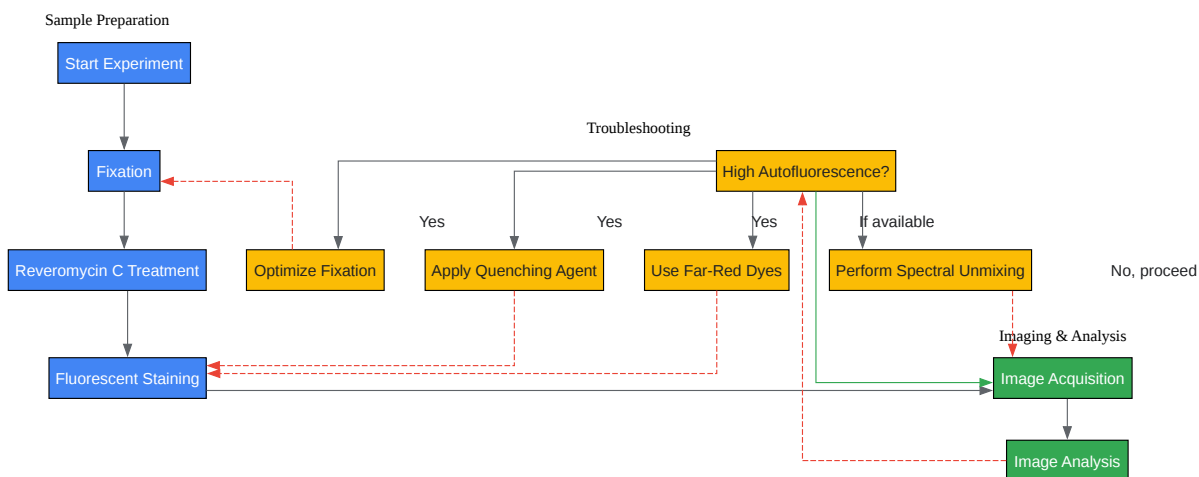 Sample Preparation
Start Experiment
Troubleshooting
Fixation
High Autofluorescence?
Yes
Yes
Yes
If available
Reveromycin C Treatment
Optimize Fixation
Apply Quenching Agent
Use Far-Red Dyes
Perform Spectral Unmixing
No, proceed
Imaging & Analysis
Fluorescent Staining
Image Acquisition
Image Analysis